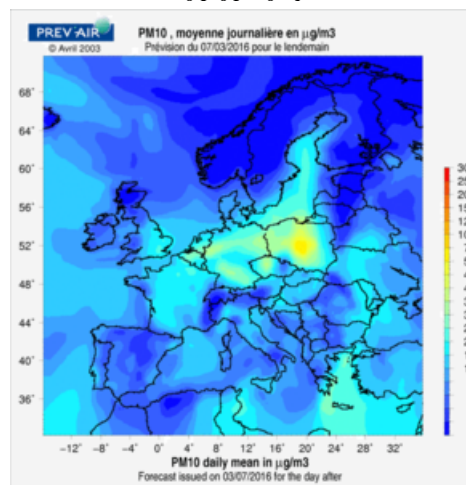 PREV'AIR
© Avril 2003
PM10 , moyenne journalière en µg/m3
Prévision du 07/03/2016 pour le lendemain
68°
64°
60°
56°
52°
48°
44°
40°
36°
−12° −8° −4° 0° 4° 8° 12° 16° 20° 24° 28° 32°
PM10 daily mean in µg/m3
Forecast issued on 03/07/2016 for the day after